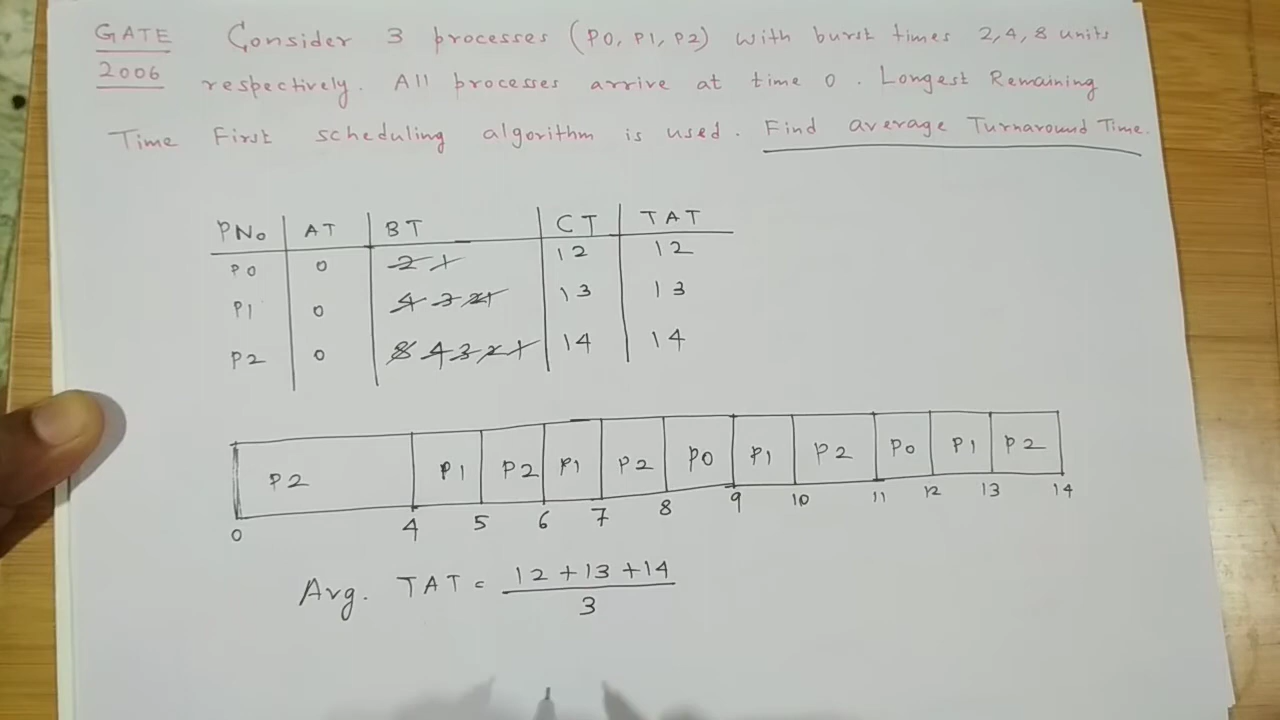 GATE Consider 3 processes (P0, P1, P2) with burst times 2, 4, 8 units
2006 respectively. All processes arrive at time 0. Longest Remaining
Time First scheduling algorithm is used. Find average Turnaround Time.
PNo AT BT CT TAT
P0 0 2 1 12 12
P1 0 4 3 2 1 13 13
P2 0 8 4 3 2 1 14 14
P2 P1 P2 P1 P2 P0 P1 P2 P0 P1 P2
0 4 5 6 7 8 9 10 11 12 13 14
Avg. TAT = 12 + 13 + 14
3